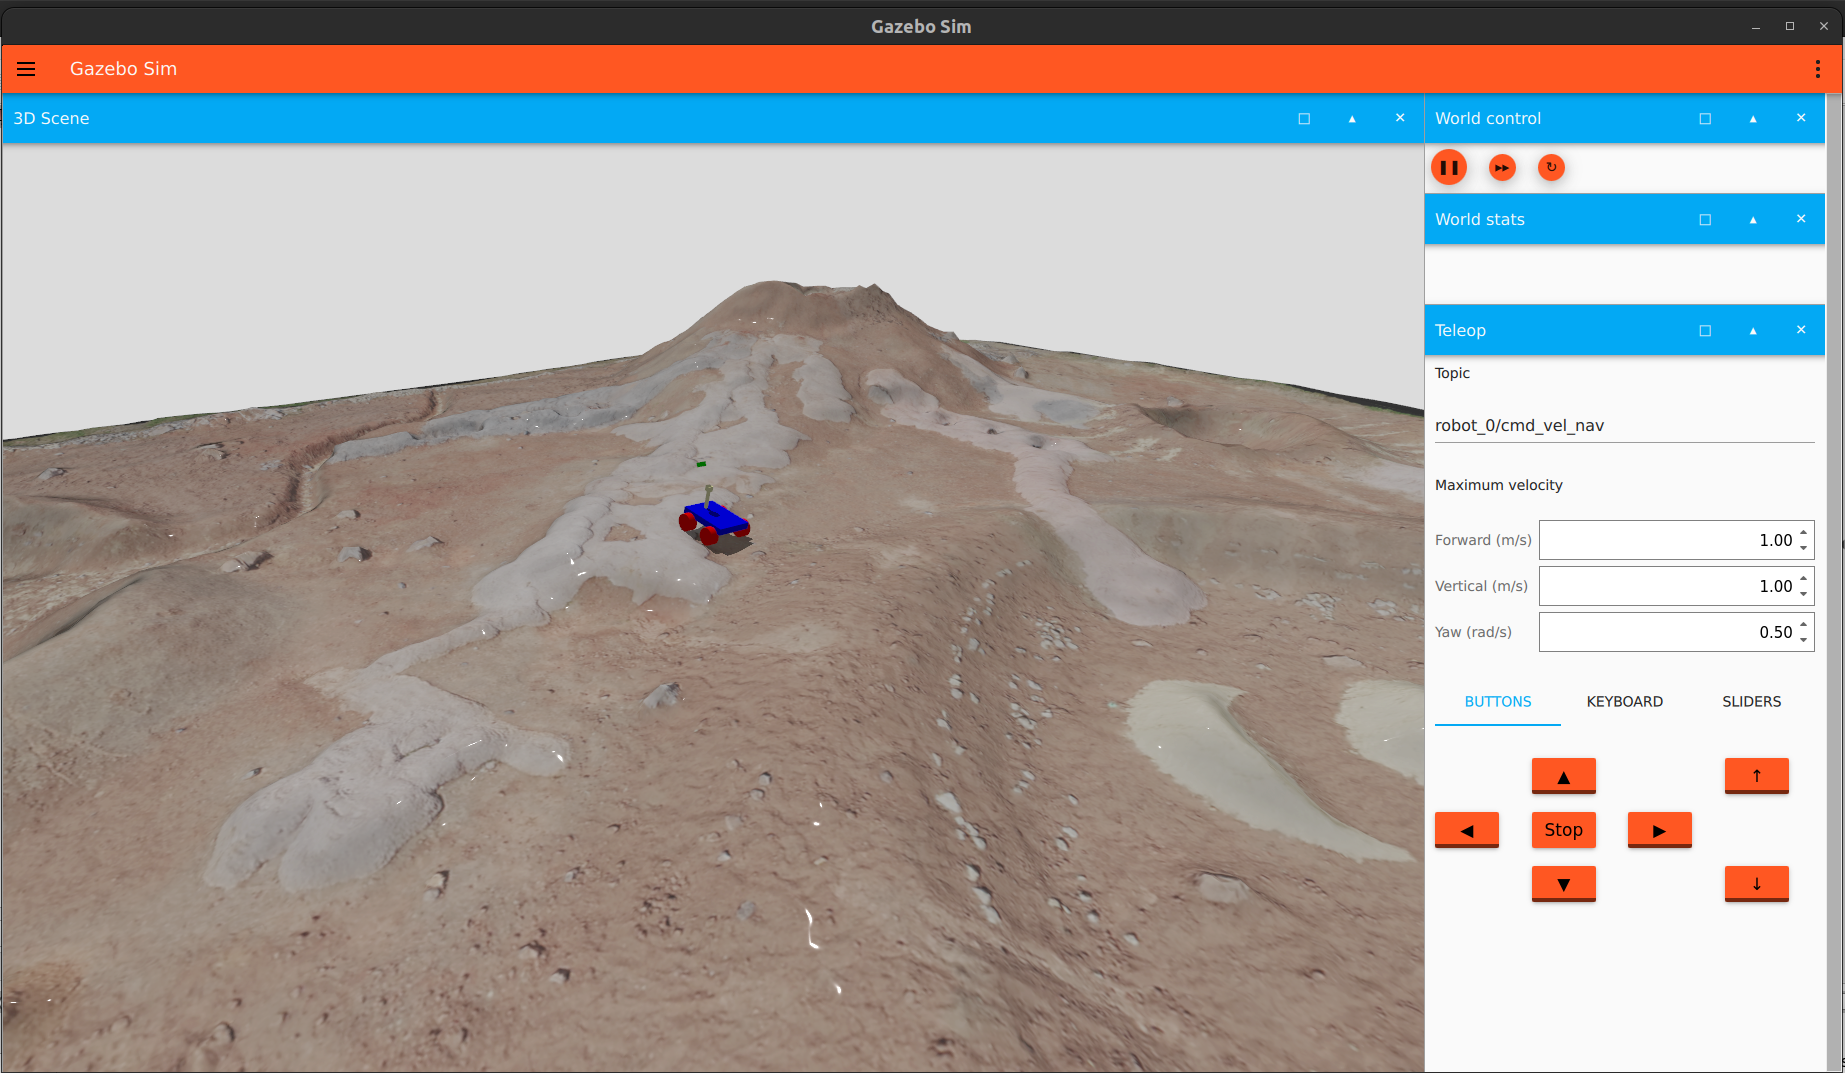 Gazebo Sim
Gazebo Sim
3D Scene
World control
World stats
Teleop
Topic
robot_0/cmd_vel_nav
Maximum velocity
Forward (m/s) 1.00
Vertical (m/s) 1.00
Yaw (rad/s) 0.50
BUTTONS KEYBOARD SLIDERS
Stop